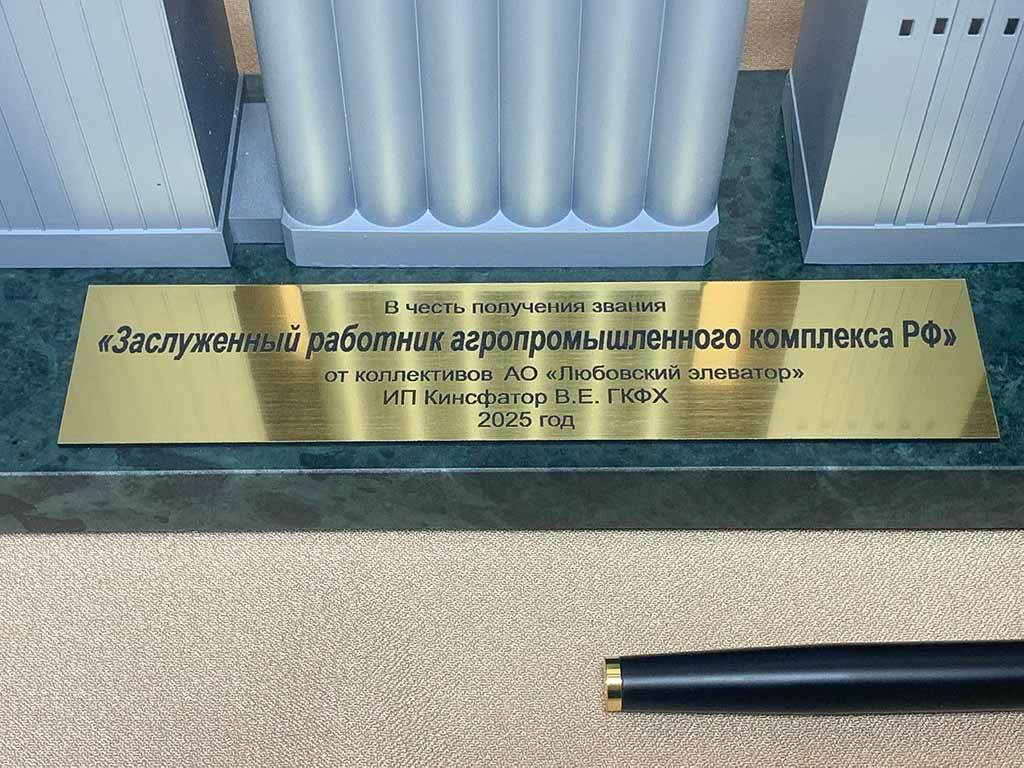 В честь получения звания
«Заслуженный работник агропромышленного комплекса РФ»
от коллективов АО «Любовский элеватор»
ИП Кинсфатор В.Е. ГКФХ
2025 год